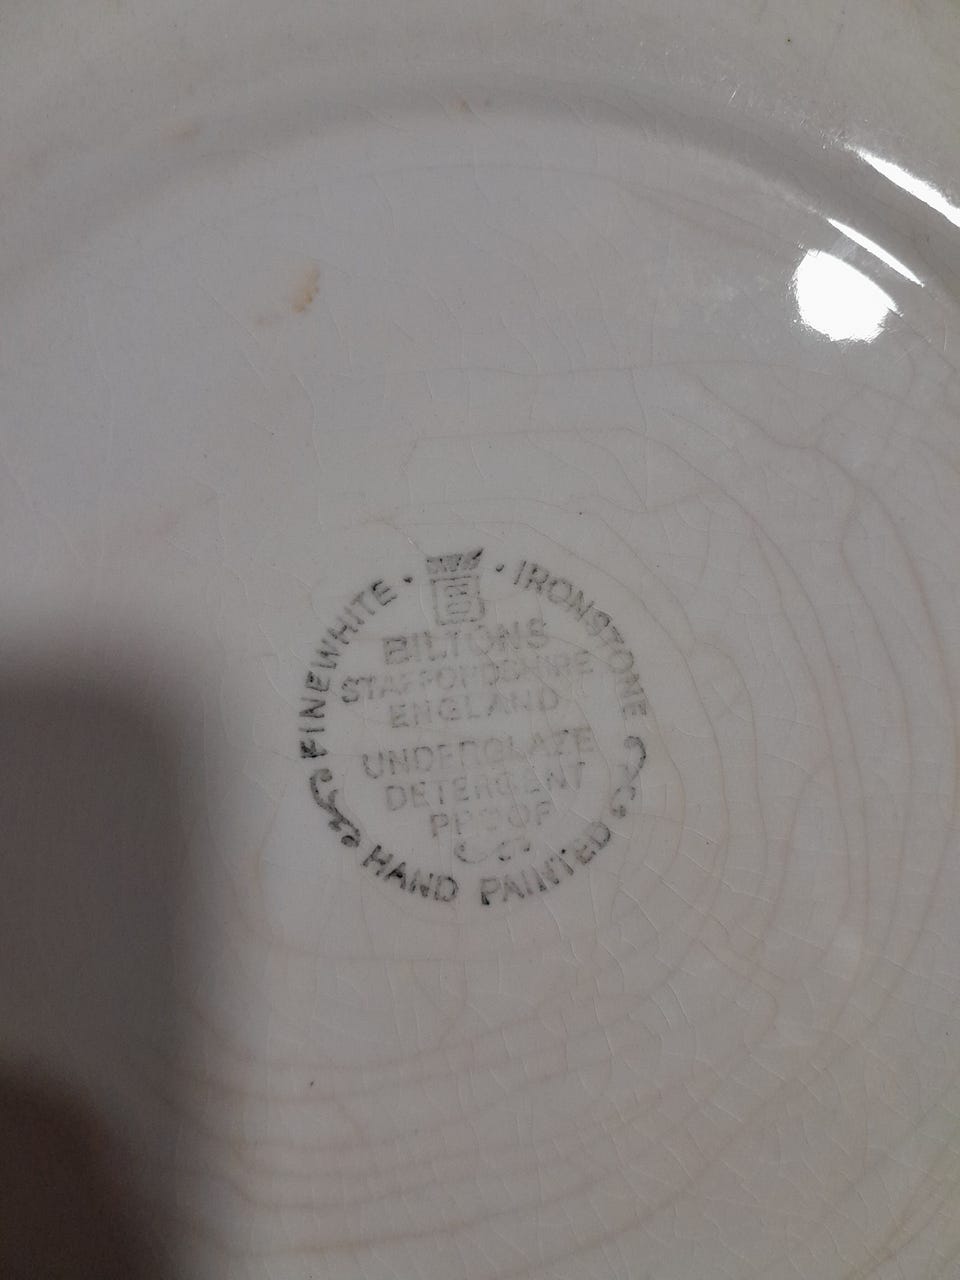 FINEWHITE · · IRONSTONE
B
BILTONS
STAFFORDSHIRE
ENGLAND
UNDERGLAZE
DETERGENT
PROOF
HAND PAINTED